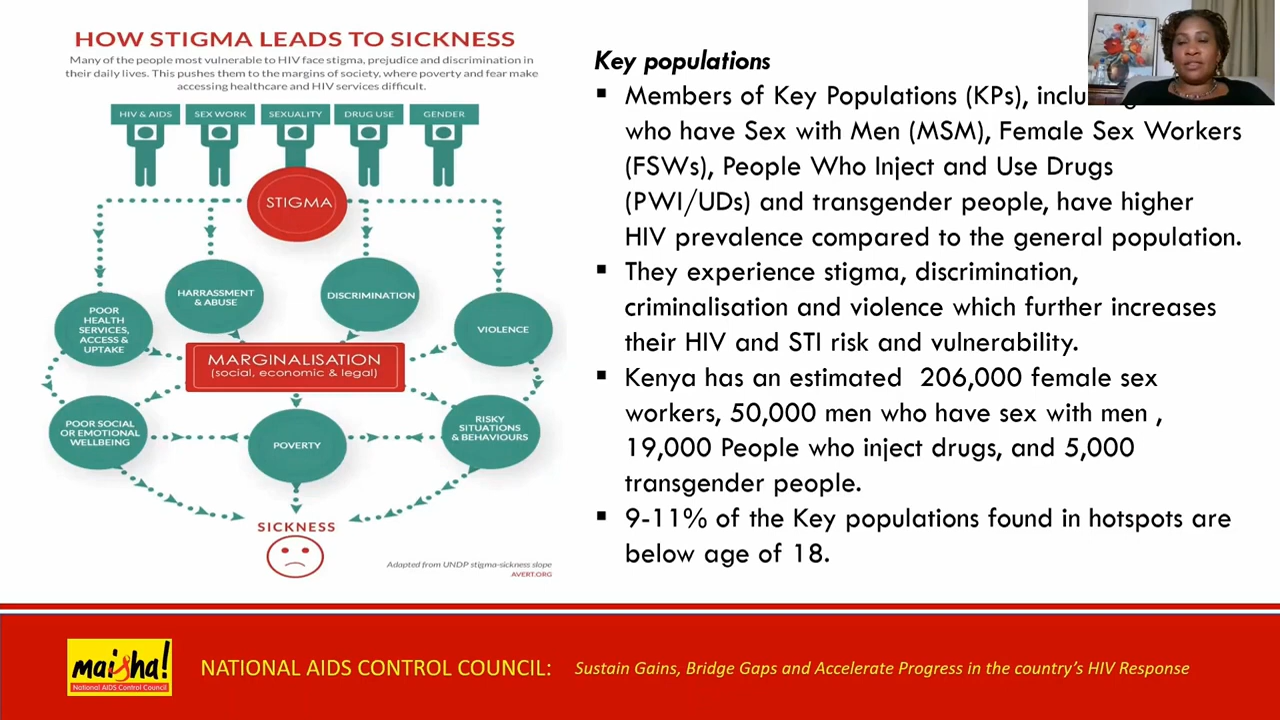 HOW STIGMA LEADS TO SICKNESS
Many of the people most vulnerable to HIV face stigma, prejudice and discrimination in
their daily lives. This pushes them to the margins of society, where poverty and fear make
accessing healthcare and HIV services difficult.
HIV & AIDS
SEX WORK
SEXUALITY
DRUG USE
GENDER
STIGMA
POOR
HEALTH
SERVICES,
ACCESS &
UPTAKE
HARRASSMENT
& ABUSE
DISCRIMINATION
VIOLENCE
MARGINALISATION
(social, economic & legal)
POOR SOCIAL
OR EMOTIONAL
WELLBEING
POVERTY
RISKY
SITUATIONS
& BEHAVIOURS
SICKNESS
Adapted from UNDP stigma-sickness slope
AVERT.ORG
Key populations
▪ Members of Key Populations (KPs),
who have Sex with Men (MSM), Female Sex Workers
(FSWs), People Who Inject and Use Drugs
(PWI/UDs) and transgender people, have higher
HIV prevalence compared to the general population.
▪ They experience stigma, discrimination,
criminalisation and violence which further increases
their HIV and STI risk and vulnerability.
▪ Kenya has an estimated 206,000 female sex
workers, 50,000 men who have sex with men ,
19,000 People who inject drugs, and 5,000
transgender people.
▪ 9-11% of the Key populations found in hotspots are
below age of 18.
maisha!
National AIDS Control Council
NATIONAL AIDS CONTROL COUNCIL:
Sustain Gains, Bridge Gaps and Accelerate Progress in the country's HIV Response